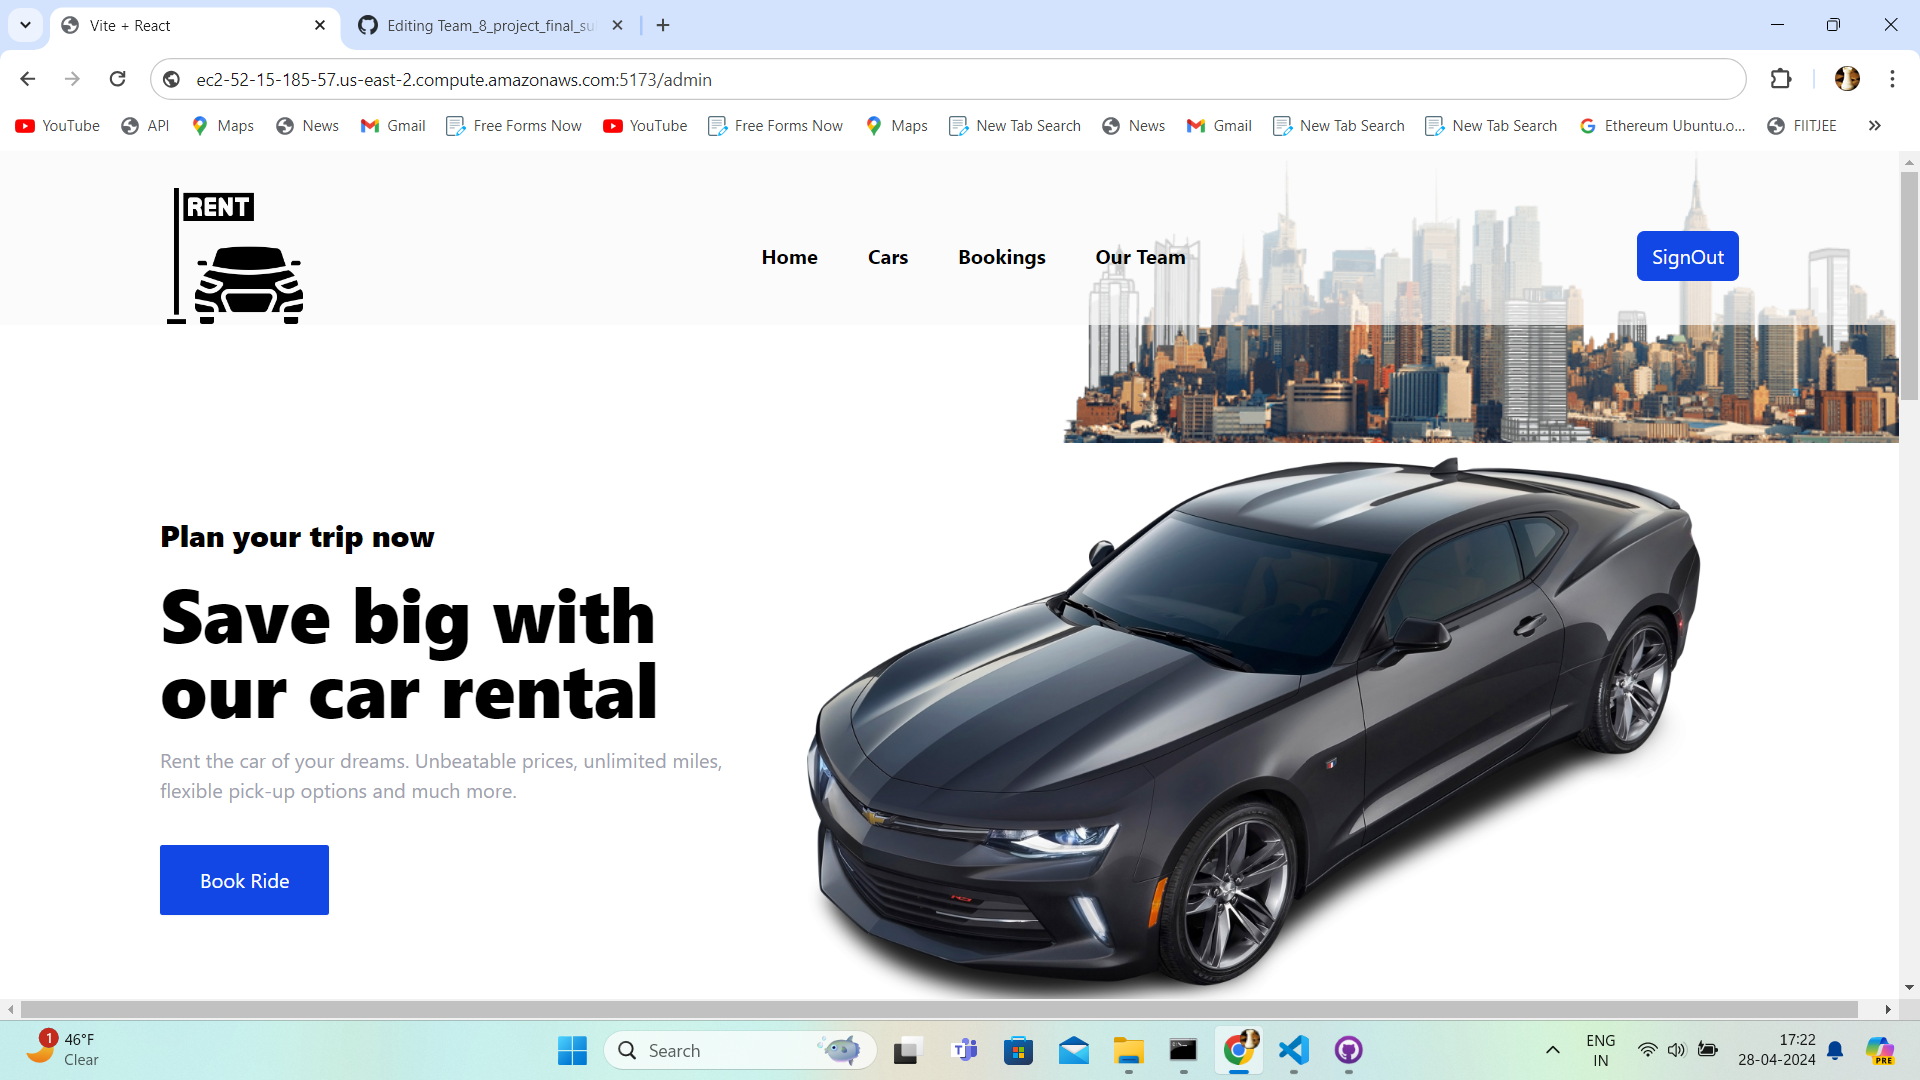 Vite + React
Editing Team_8_project_final_su
ec2-52-15-185-57.us-east-2.compute.amazonaws.com:5173/admin
YouTube API Maps News Gmail Free Forms Now YouTube Free Forms Now Maps New Tab Search News Gmail New Tab Search New Tab Search Ethereum Ubuntu.o... FIITJEE
RENT
Home Cars Bookings Our Team SignOut
Plan your trip now
Save big with
our car rental
Rent the car of your dreams. Unbeatable prices, unlimited miles,
flexible pick-up options and much more.
Book Ride
RS
1 46°F
Clear
Search
ENG
IN
17:22
28-04-2024
PRE